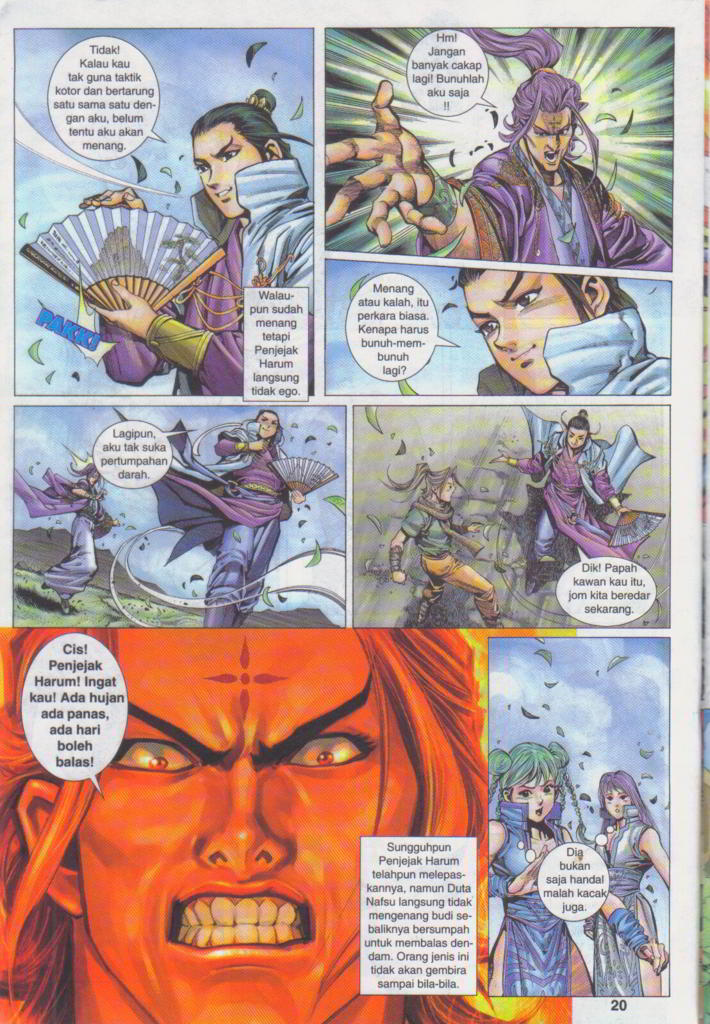 Tidak!
Kalau kau
tak guna taktik
kotor dan bertarung
satu sama satu den-
gan aku, belum
tentu aku akan
menang.
PAKK!
Walau-
pun sudah
menang
tetapi
Penjejak
Harum
langsung
tidak ego.
Hm!
Jangan
banyak cakap
lagi! Bunuhlah
aku saja
!!
Menang
atau kalah, itu
perkara biasa.
Kenapa harus
bunuh-mem-
bunuh
lagi?
Lagipun,
aku tak suka
pertumpahan
darah.
Dik! Papah
kawan kau itu,
jom kita beredar
sekarang.
Cis!
Penjejak
Harum! Ingat
kau! Ada hujan
ada panas,
ada hari
boleh
balas!
Sungguhpun
Penjejak Harum
telahpun melepas-
kannya, namun Duta
Nafsu langsung tidak
mengenang budi se-
baliknya bersumpah
untuk membalas den-
dam. Orang jenis ini
tidak akan gembira
sampai bila-bila.
Dia
bukan
saja handal
malah kacak
juga.
20